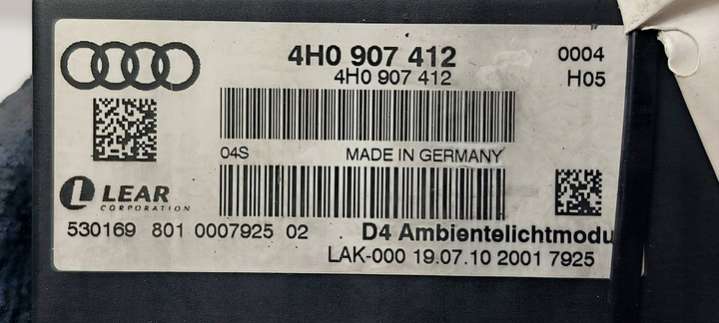 4H0 907 412 0004
4H0 907 412 H05
04S MADE IN GERMANY
LEAR
CORPORATION
530169 801 0007925 02 D4 Ambientelichtmodu
LAK-000 19.07.10 2001 7925